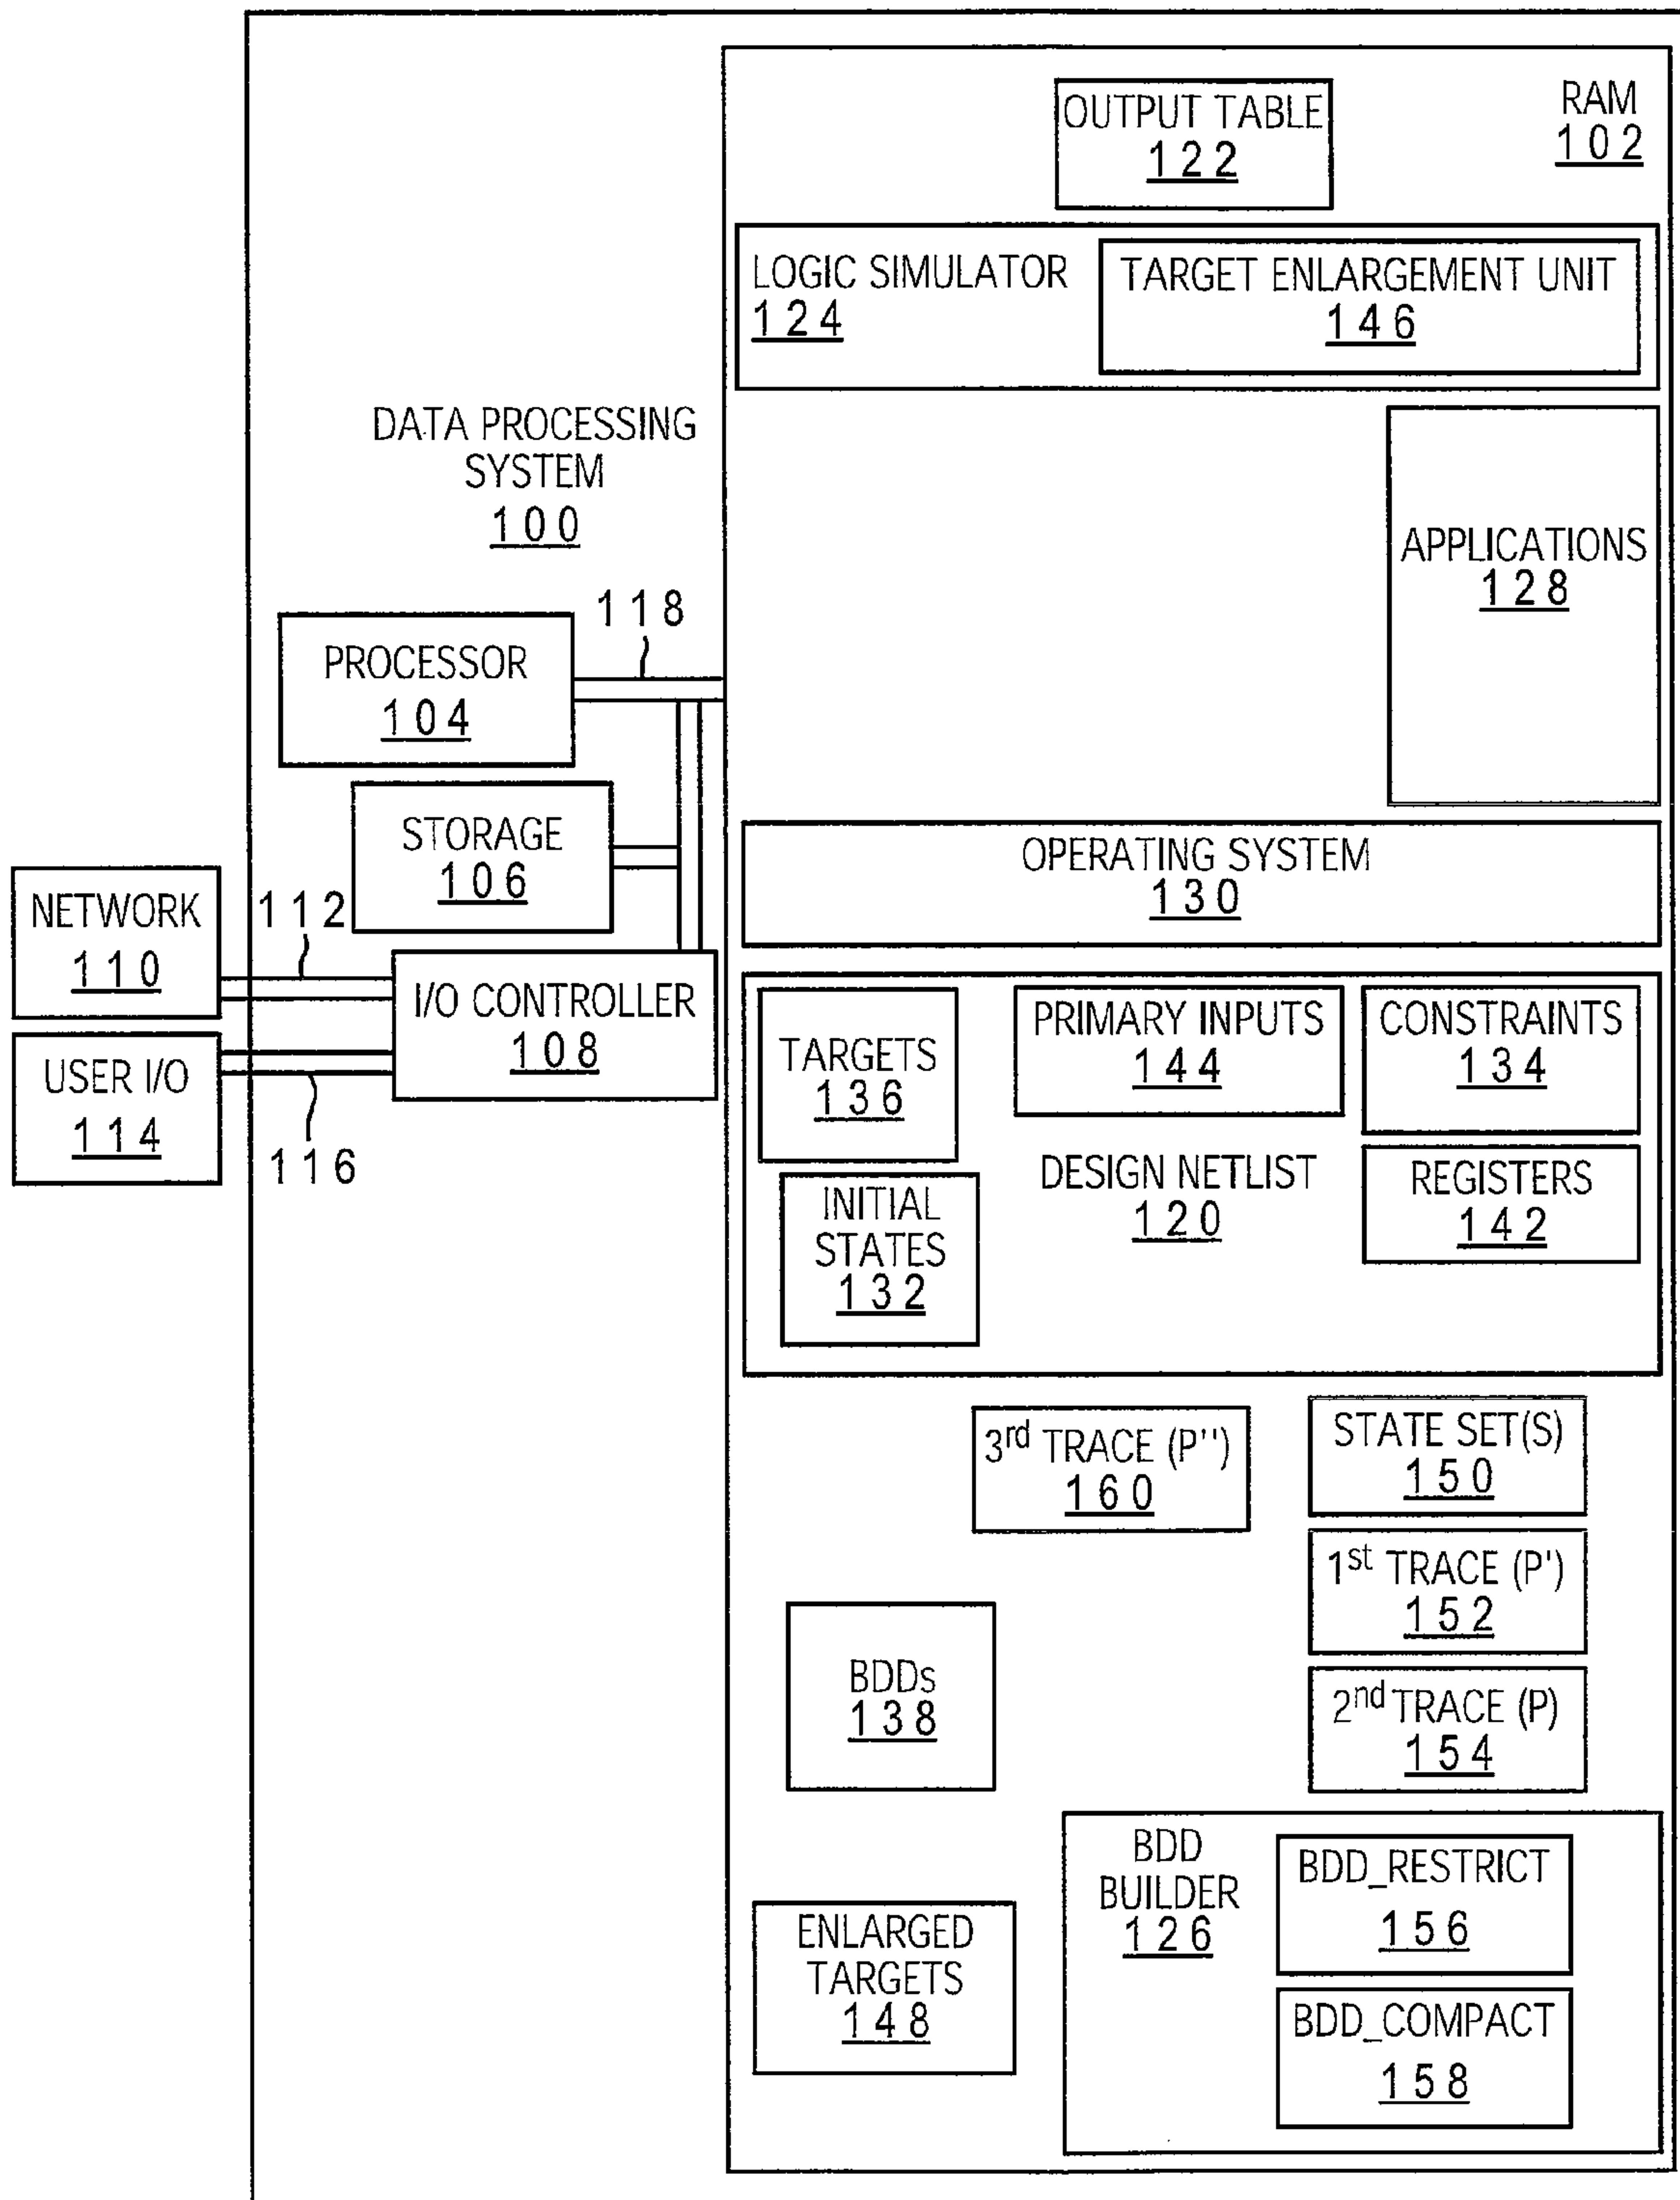 OUTPUT TABLE
122
RAM
102
LOGIC SIMULATOR
124
TARGET ENLARGEMENT UNIT
146
DATA PROCESSING
SYSTEM
100
APPLICATIONS
128
118
PROCESSOR
104
STORAGE
106
OPERATING SYSTEM
130
NETWORK
110
112
I/O CONTROLLER
108
USER I/O
114
116
TARGETS
136
PRIMARY INPUTS
144
CONSTRAINTS
134
INITIAL
STATES
132
DESIGN NETLIST
120
REGISTERS
142
3rd TRACE (P'')
160
STATE SET(S)
150
1st TRACE (P')
152
BDDs
138
2nd TRACE (P)
154
BDD
BUILDER
126
BDD_RESTRICT
156
ENLARGED
TARGETS
148
BDD_COMPACT
158